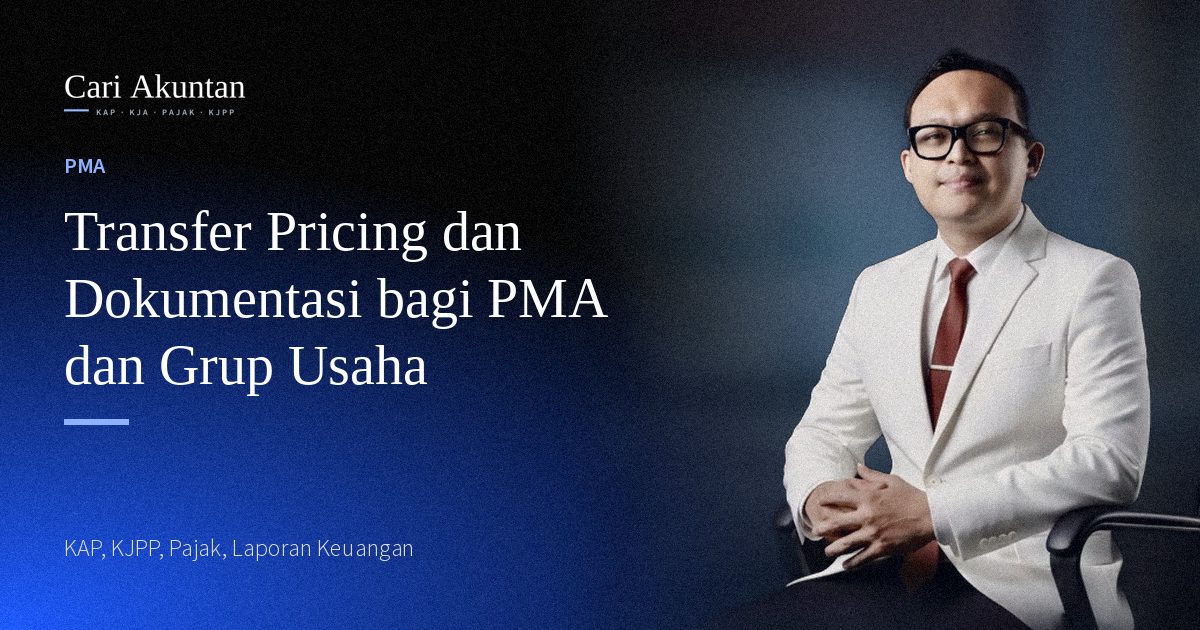 Cari Akuntan
KAP · KJA · PAJAK · KJPP
PMA
Transfer Pricing dan
Dokumentasi bagi PMA
dan Grup Usaha
KAP, KJPP, Pajak, Laporan Keuangan